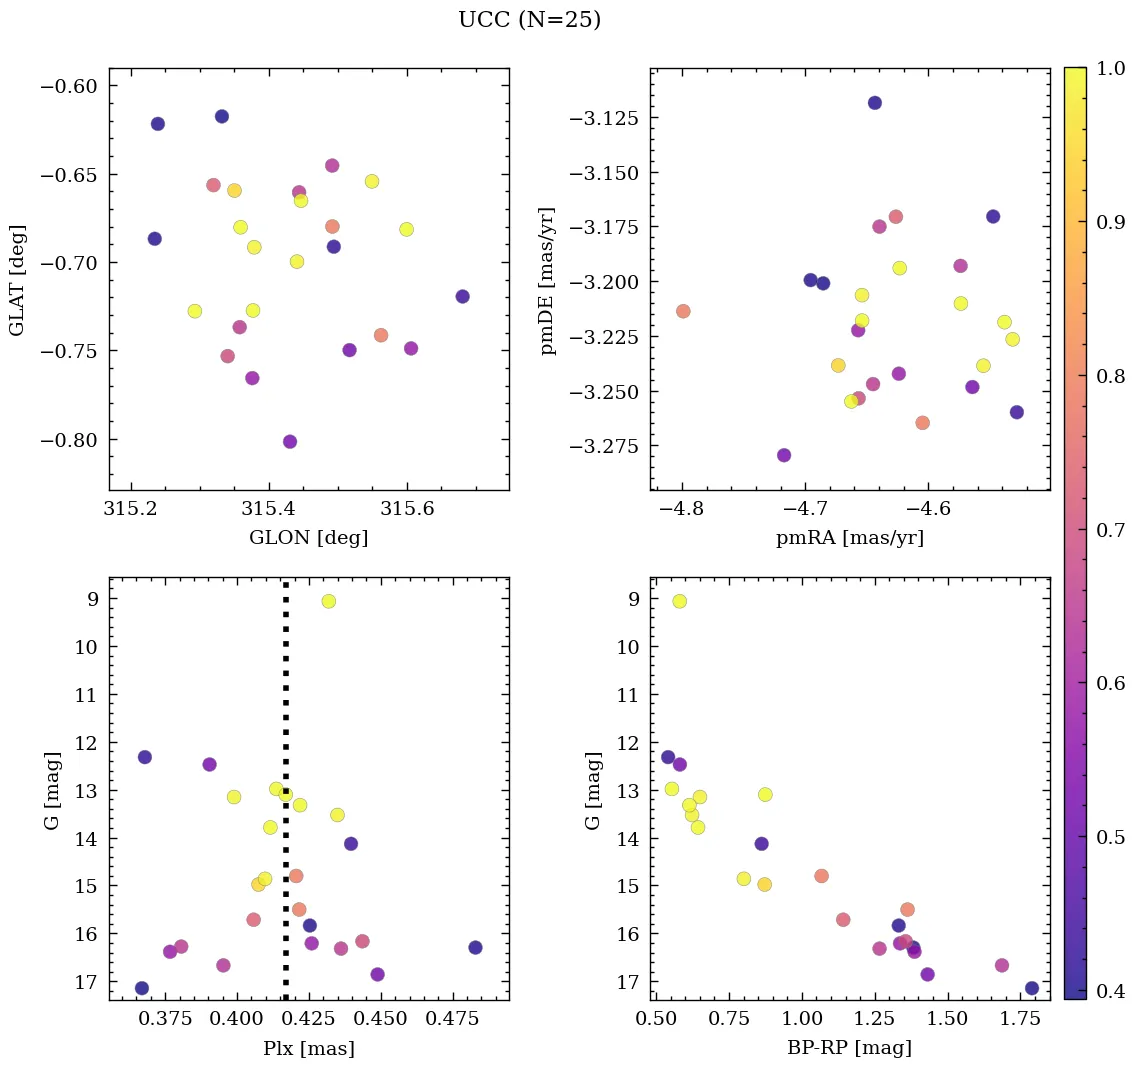 UCC (N=25)
−0.60
−0.65
−0.70
−0.75
−0.80
GLAT [deg]
315.2 315.4 315.6
GLON [deg]
−3.125
−3.150
−3.175
−3.200
−3.225
−3.250
−3.275
pmDE [mas/yr]
−4.8 −4.7 −4.6
pmRA [mas/yr]
9
10
11
12
13
14
15
16
17
G [mag]
0.375 0.400 0.425 0.450 0.475
Plx [mas]
9
10
11
12
13
14
15
16
17
G [mag]
0.50 0.75 1.00 1.25 1.50 1.75
BP-RP [mag]
1.0
0.9
0.8
0.7
0.6
0.5
0.4